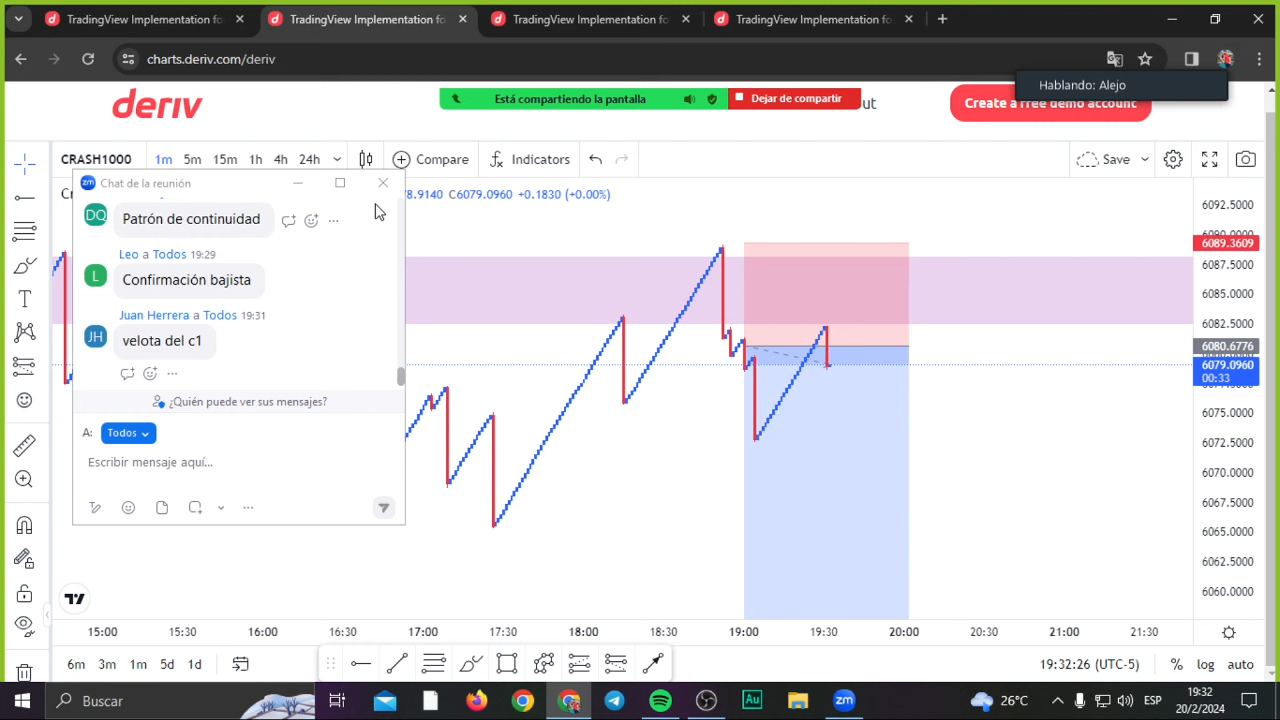 TradingView Implementation fo
TradingView Implementation fo
TradingView Implementation fo
TradingView Implementation fo
charts.deriv.com/deriv
Hablando: Alejo
deriv
Está compartiendo la pantalla
Dejar de compartir
out
Create a free demo account
CRASH1000
1m
5m
15m
1h
4h
24h
Compare
Indicators
Save
78.9140 C6079.0960 +0.1830 (+0.00%)
Chat de la reunión
DQ
Patrón de continuidad
Leo a Todos 19:29
L
Confirmación bajista
Juan Herrera a Todos 19:31
JH
velota del c1
¿Quién puede ver sus mensajes?
A:
Todos
Escribir mensaje aquí...
6092.5000
6090.0000
6089.3609
6087.5000
6085.0000
6082.5000
6080.6776
6079.0960
00:33
6075.0000
6072.5000
6070.0000
6067.5000
6065.0000
6062.5000
6060.0000
15:00
15:30
16:00
16:30
17:00
17:30
18:00
18:30
19:00
19:30
20:00
20:30
21:00
21:30
6m
3m
1m
5d
1d
19:32:26 (UTC-5)
%
log
auto
Buscar
26°C
ESP
19:32
20/2/2024